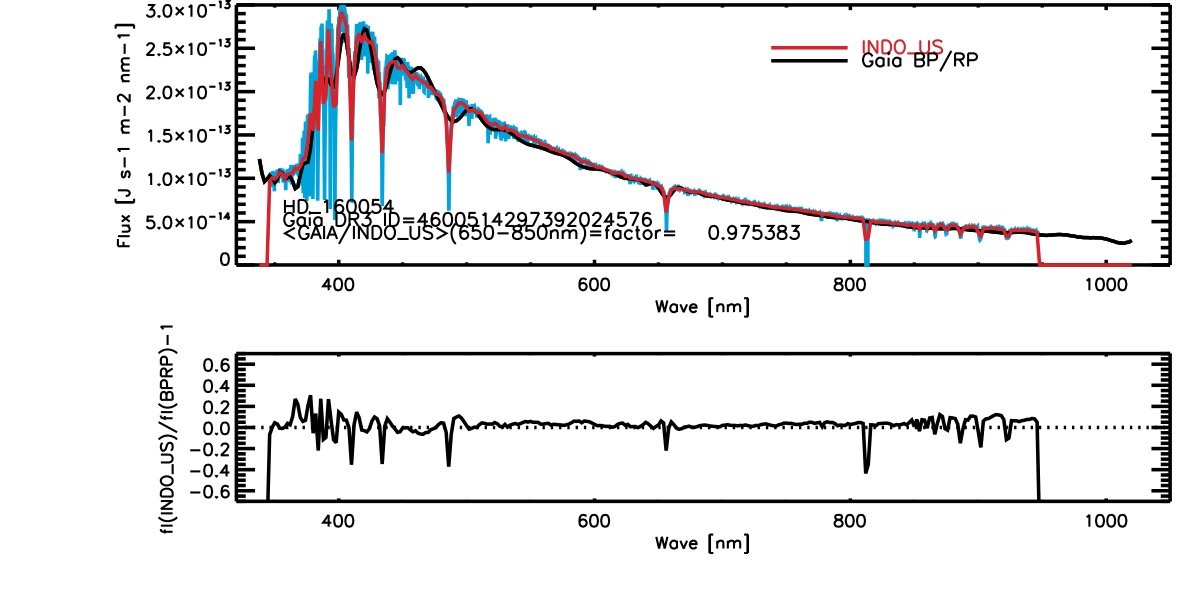 3.0×10−13
2.5×10−13
2.0×10−13
1.5×10−13
1.0×10−13
5.0×10−14
0
Flux [J s−1 m−2 nm−1]
INDO_US
Gaia BP/RP
HD_160054
Gaia DR3 ID=4600514297392024576
<GAIA/INDO_US>(650−850nm)=factor= 0.975383
400 600 800 1000
Wave [nm]
fl(INDO_US)/fl(BPRP)−1
0.6
0.4
0.2
0.0
−0.2
−0.4
−0.6
400 600 800 1000
Wave [nm]